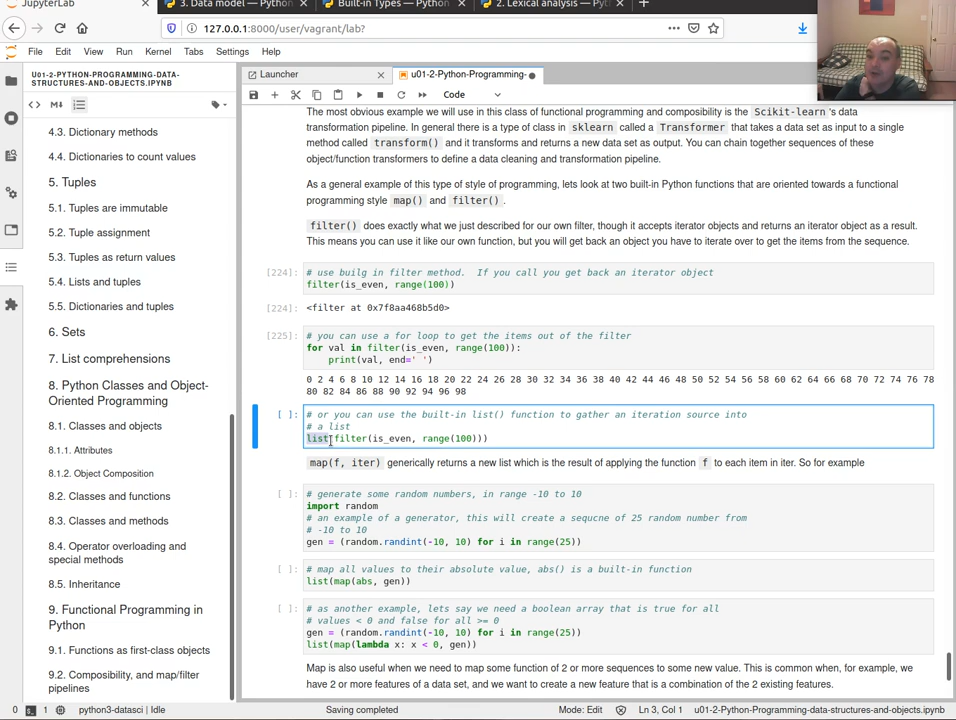 JupyterLab
3. Data model — Python
Built-in Types — Python
2. Lexical analysis — Pyt
127.0.0.1:8000/user/vagrant/lab?
File Edit View Run Kernel Tabs Settings Help
U01-2-PYTHON-PROGRAMMING-DATA-
STRUCTURES-AND-OBJECTS.IPYNB
4.3. Dictionary methods
4.4. Dictionaries to count values
5. Tuples
5.1. Tuples are immutable
5.2. Tuple assignment
5.3. Tuples as return values
5.4. Lists and tuples
5.5. Dictionaries and tuples
6. Sets
7. List comprehensions
8. Python Classes and Object-
Oriented Programming
8.1. Classes and objects
8.1.1. Attributes
8.1.2. Object Composition
8.2. Classes and functions
8.3. Classes and methods
8.4. Operator overloading and
special methods
8.5. Inheritance
9. Functional Programming in
Python
9.1. Functions as first-class objects
9.2. Composibility, and map/filter
pipelines
Launcher
u01-2-Python-Programming-
Code
The most obvious example we will use in this class of functional programming and composibility is the Scikit-learn 's data
transformation pipeline. In general there is a type of class in sklearn called a Transformer that takes a data set as input to a single
method called transform() and it transforms and returns a new data set as output. You can chain together sequences of these
object/function transformers to define a data cleaning and transformation pipeline.
As a general example of this type of style of programming, lets look at two built-in Python functions that are oriented towards a functional
programming style map() and filter() .
filter() does exactly what we just described for our own filter, though it accepts iterator objects and returns an iterator object as a result.
This means you can use it like our own function, but you will get back an object you have to iterate over to get the items from the sequence.
[224]: # use builg in filter method.  If you call you get back an iterator object
filter(is_even, range(100))
[224]: <filter at 0x7f8aa468b5d0>
[225]: # you can use a for loop to get the items out of the filter
for val in filter(is_even, range(100)):
    print(val, end=' ')
0 2 4 6 8 10 12 14 16 18 20 22 24 26 28 30 32 34 36 38 40 42 44 46 48 50 52 54 56 58 60 62 64 66 68 70 72 74 76 78
80 82 84 86 88 90 92 94 96 98
[ ]: # or you can use the built-in list() function to gather an iteration source into
# a list
list(filter(is_even, range(100)))
map(f, iter) generically returns a new list which is the result of applying the function f to each item in iter. So for example
[ ]: # generate some random numbers, in range -10 to 10
import random
# an example of a generator, this will create a sequcne of 25 random number from
# -10 to 10
gen = (random.randint(-10, 10) for i in range(25))
[ ]: # map all values to their absolute value, abs() is a built-in function
list(map(abs, gen))
[ ]: # as another example, lets say we need a boolean array that is true for all
# values < 0 and false for all >= 0
gen = (random.randint(-10, 10) for i in range(25))
list(map(lambda x: x < 0, gen))
Map is also useful when we need to map some function of 2 or more sequences to some new value. This is common when, for example, we
have 2 or more features of a data set, and we want to create a new feature that is a combination of the 2 existing features.
0 1 python3-datasci | Idle Saving completed Mode: Edit Ln 3, Col 1 u01-2-Python-Programming-data-structures-and-objects.ipynb